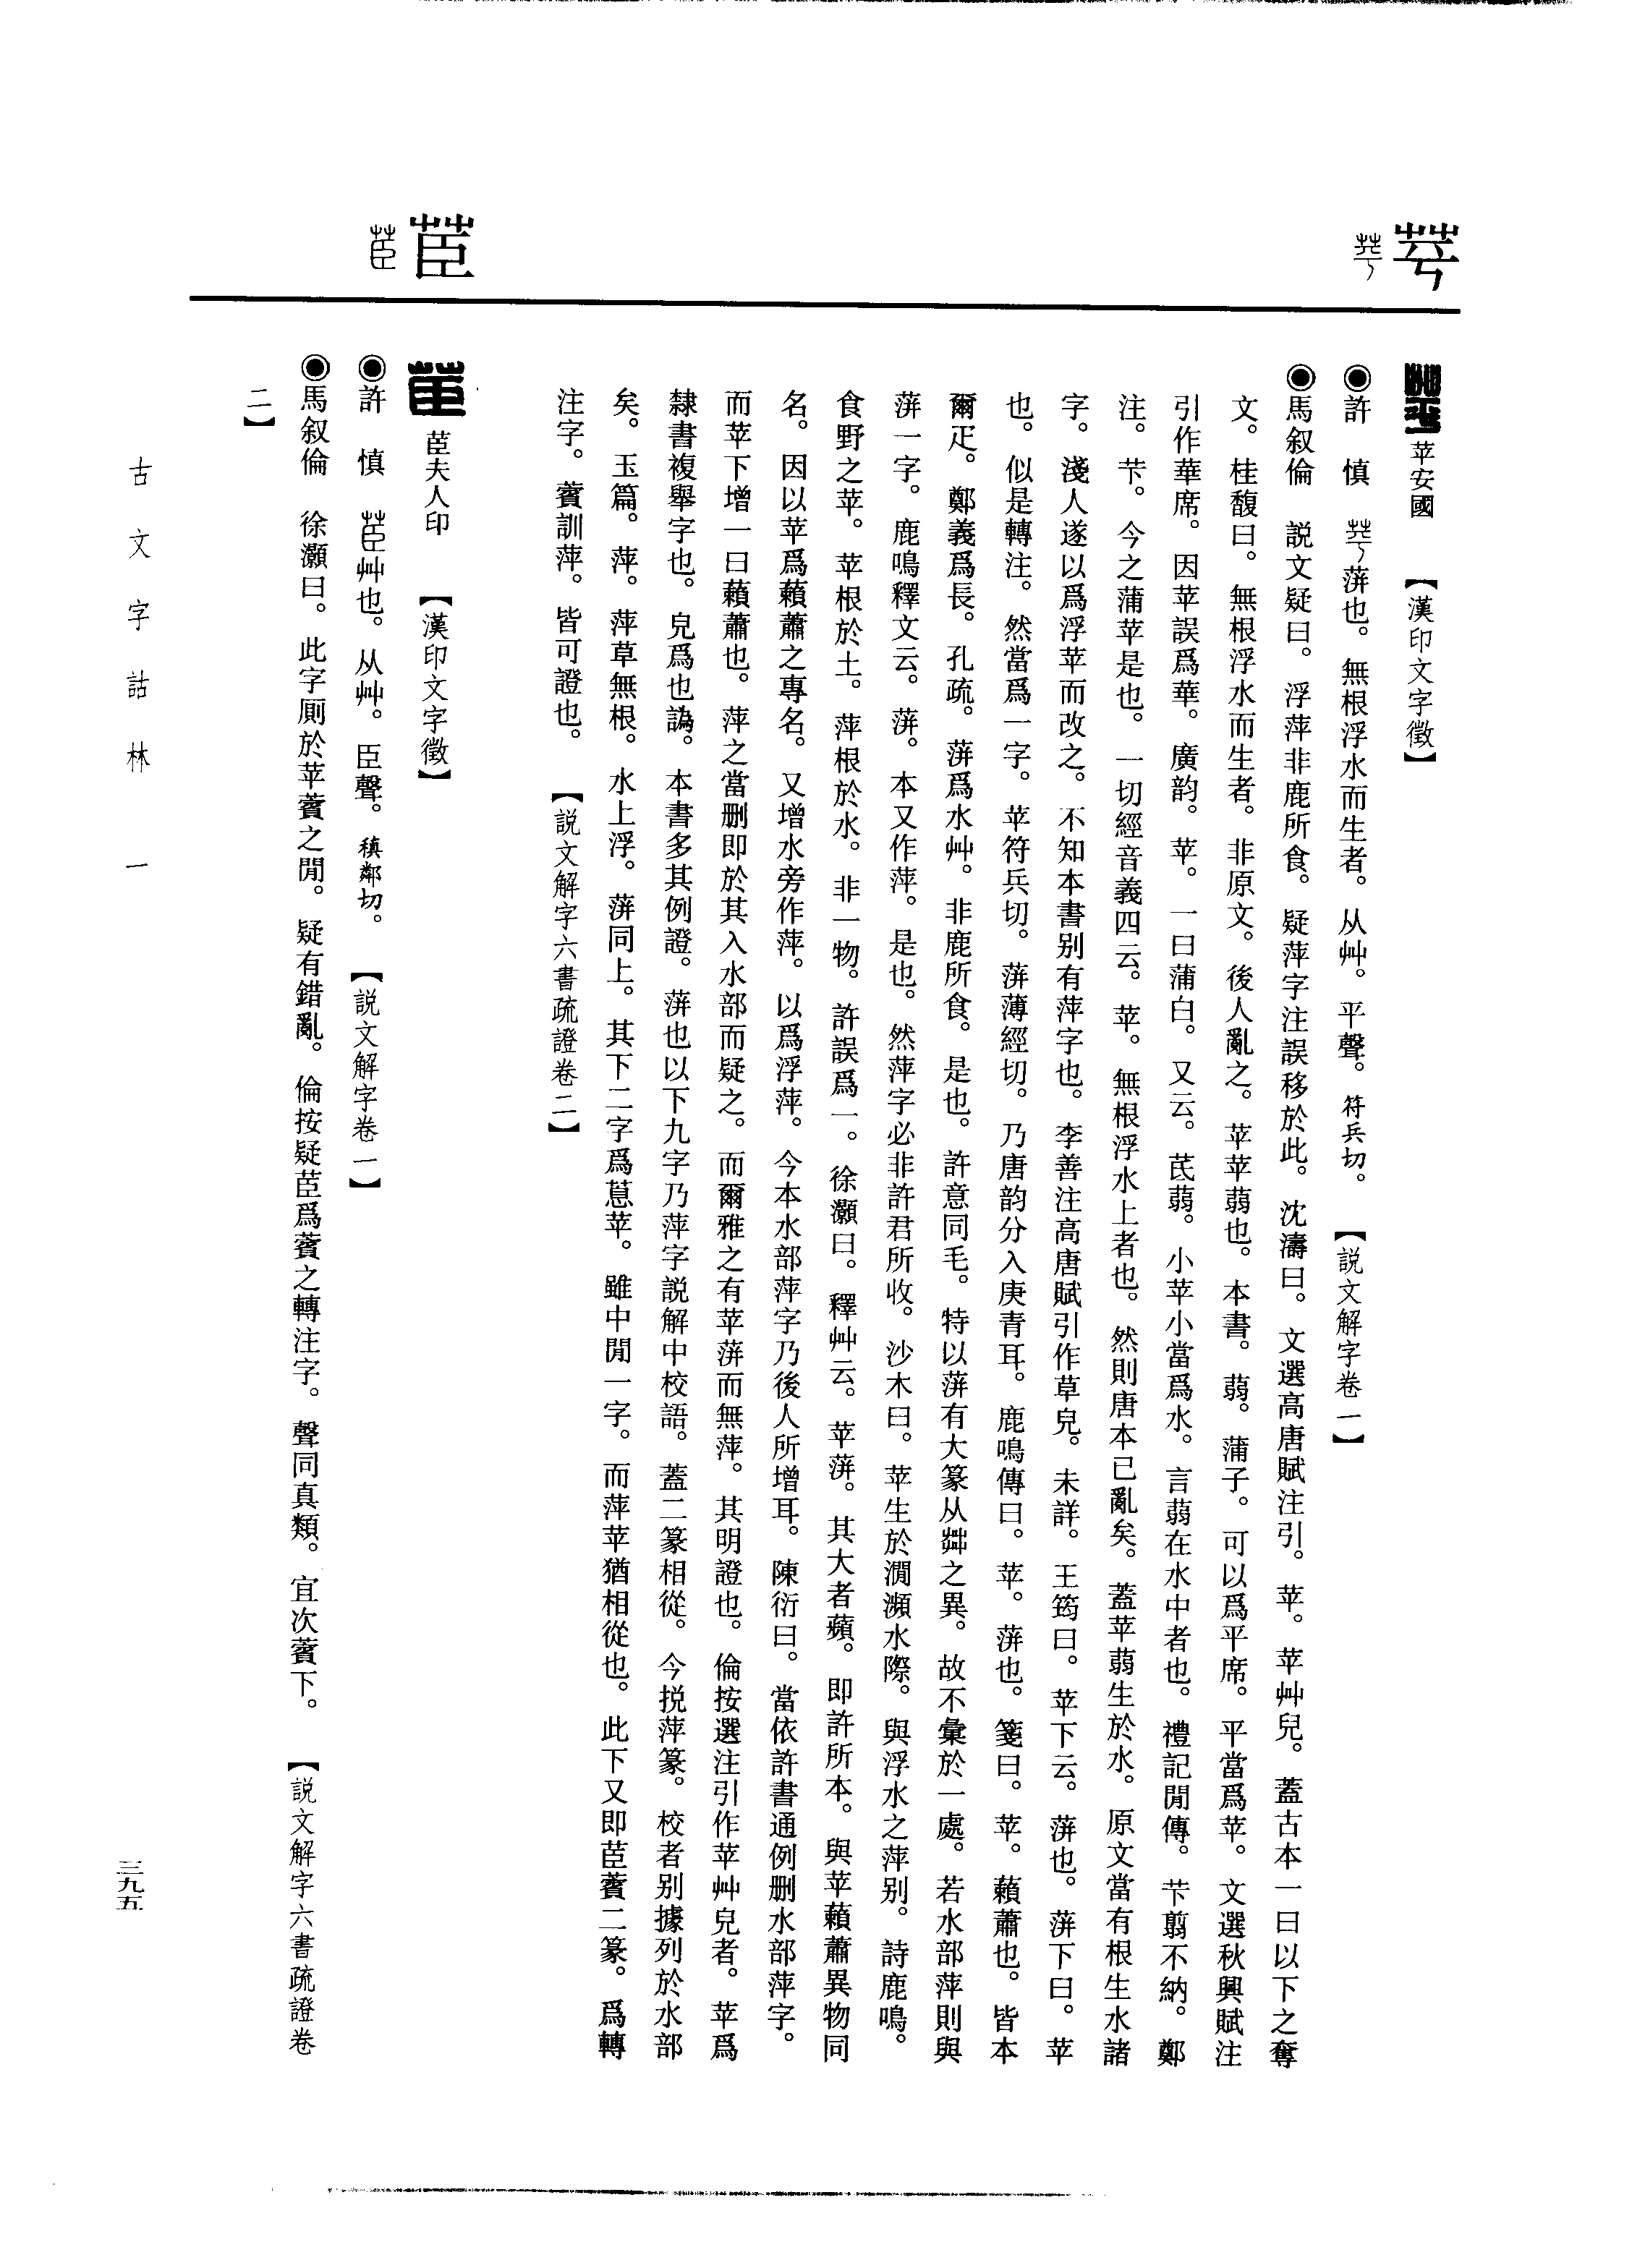 苹
苹安國　【漢印文字徵】
◉許　慎　苹蓱也。無根浮水而生者。从艸。平聲。符兵切。　【説文解字卷一】
◉馬叙倫　説文疑曰。浮萍非鹿所食。疑萍字注誤移於此。沈濤曰。文選高唐賦注引。苹。苹艸皃。蓋古本一曰以下之奪
文。桂馥曰。無根浮水而生者。非原文。後人亂之。苹苹蒻也。本書。蒻。蒲子。可以爲平席。平當爲苹。文選秋興賦注
引作華席。因苹誤爲華。廣韵。苹。一曰蒲白。又云。苠蒻。小苹小當爲水。言蒻在水中者也。禮記閒傳。芐翦不納。鄭
注。芐。今之蒲苹是也。一切經音義四云。苹。無根浮水上者也。然則唐本已亂矣。蓋苹蒻生於水。原文當有根生水諸
字。淺人遂以爲浮苹而改之。不知本書别有萍字也。李善注高唐賦引作草皃。未詳。王筠曰。苹下云。蓱也。蓱下曰。苹
也。似是轉注。然當爲一字。苹符兵切。蓱薄經切。乃唐韵分入庚青耳。鹿鳴傳曰。苹。蓱也。箋曰。苹。藾蕭也。皆本
爾疋。鄭義爲長。孔疏。蓱爲水艸。非鹿所食。是也。許意同毛。特以蓱有大篆从茻之異。故不彙於一處。若水部萍則與
蓱一字。鹿鳴釋文云。蓱。本又作萍。是也。然萍字必非許君所收。沙木曰。苹生於澗瀕水際。與浮水之萍别。詩鹿鳴。
食野之苹。苹根於土。萍根於水。非一物。許誤爲一。徐灝曰。釋艸云。苹蓱。其大者蘋。即許所本。與苹藾蕭異物同
名。因以苹爲藾蕭之專名。又增水旁作萍。以爲浮萍。今本水部萍字乃後人所增耳。陳衍曰。當依許書通例删水部萍字。
而苹下增一曰藾蕭也。萍之當删即於其入水部而疑之。而爾雅之有苹蓱而無萍。其明證也。倫按選注引作苹艸皃者。苹爲
隸書複舉字也。皃爲也譌。本書多其例證。蓱也以下九字乃萍字説解中校語。蓋二篆相從。今挩萍篆。校者别據列於水部
矣。玉篇。萍。萍草無根。水上浮。蓱同上。其下二字爲莀苹。雖中閒一字。而萍苹猶相從也。此下又即茞薲二篆。爲轉
注字。薲訓萍。皆可證也。　【説文解字六書疏證卷二】
茞
茞夫人印　【漢印文字徵】
◉許　慎　茞艸也。从艸。臣聲。稹鄰切。　【説文解字卷一】
◉馬叙倫　徐灝曰。此字厠於苹薲之閒。疑有錯亂。倫按疑茞爲薲之轉注字。聲同真類。宜次薲下。　【説文解字六書疏證卷
二】
古文字詁林　一
三九五